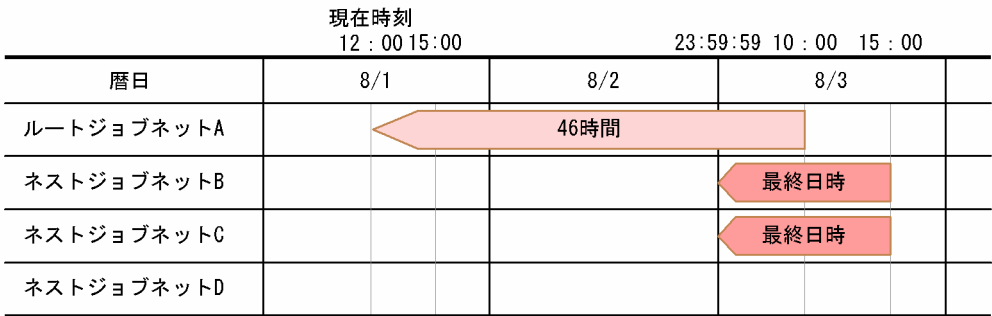 現在時刻
12：00 15:00 23:59:59 10：00 15：00
暦日 8/1 8/2 8/3
ルートジョブネットA 46時間
ネストジョブネットB 最終日時
ネストジョブネットC 最終日時
ネストジョブネットD